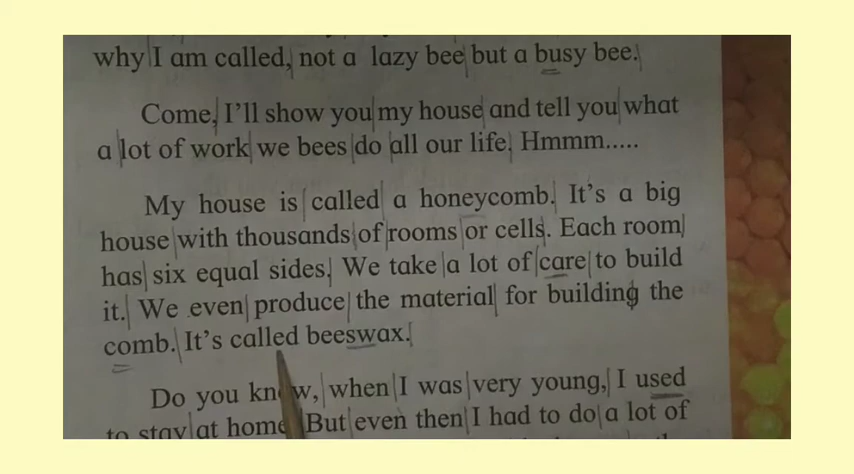 why I am called, not a lazy bee but a busy bee.
Come, I'll show you my house and tell you what
a lot of work we bees do all our life. Hmmm.....
My house is called a honeycomb. It's a big
house with thousands of rooms or cells. Each room
has six equal sides. We take a lot of care to build
it. We even produce the material for building the
comb. It's called beeswax.
Do you know, when I was very young, I used
to stay at home. But even then I had to do a lot of